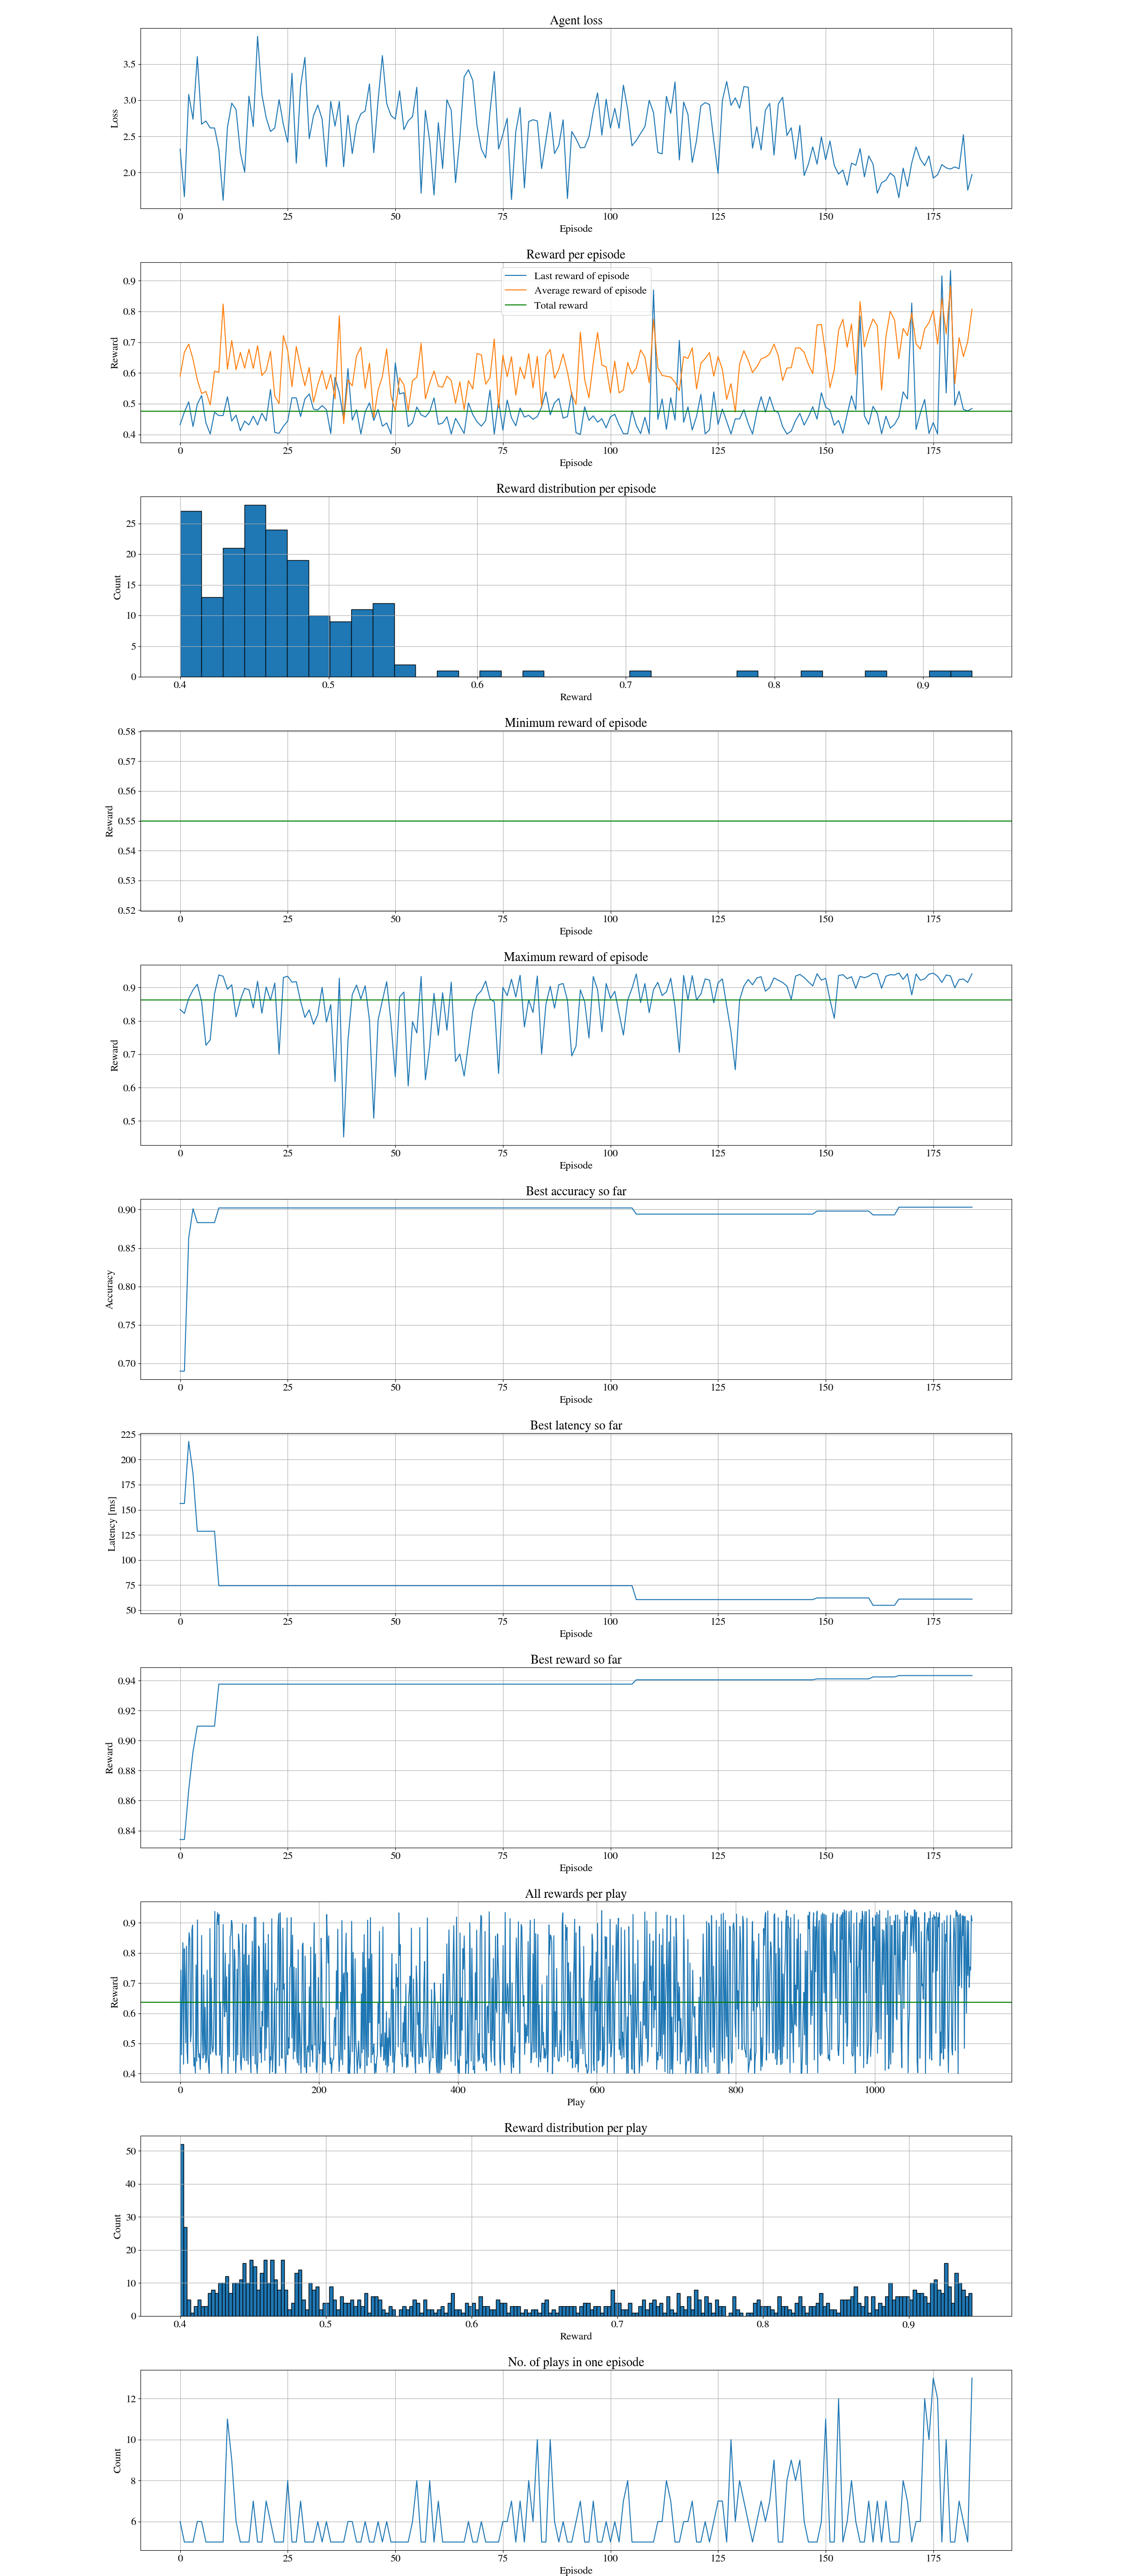 Agent loss
3.5
3.0
2.5
2.0
Loss
0 25 50 75 100 125 150 175
Episode
Reward per episode
Last reward of episode
Average reward of episode
Total reward
0.9
0.8
0.7
0.6
0.5
0.4
Reward
0 25 50 75 100 125 150 175
Episode
Reward distribution per episode
25
20
15
10
5
0
Count
0.4 0.5 0.6 0.7 0.8 0.9
Reward
Minimum reward of episode
0.58
0.57
0.56
0.55
0.54
0.53
0.52
Reward
0 25 50 75 100 125 150 175
Episode
Maximum reward of episode
0.9
0.8
0.7
0.6
0.5
Reward
0 25 50 75 100 125 150 175
Episode
Best accuracy so far
0.90
0.85
0.80
0.75
0.70
Accuracy
0 25 50 75 100 125 150 175
Episode
Best latency so far
225
200
175
150
125
100
75
50
Latency [ms]
0 25 50 75 100 125 150 175
Episode
Best reward so far
0.94
0.92
0.90
0.88
0.86
0.84
Reward
0 25 50 75 100 125 150 175
Episode
All rewards per play
0.9
0.8
0.7
0.6
0.5
0.4
Reward
0 200 400 600 800 1000
Play
Reward distribution per play
50
40
30
20
10
0
Count
0.4 0.5 0.6 0.7 0.8 0.9
Reward
No. of plays in one episode
12
10
8
6
Count
0 25 50 75 100 125 150 175
Episode